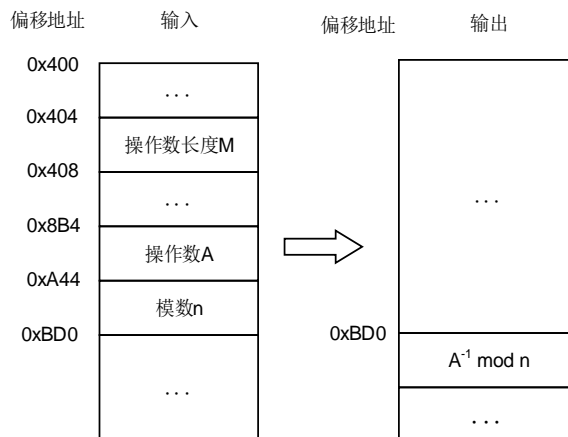 偏移地址 输入
0x400
...
0x404
操作数长度M
0x408
...
0x8B4
操作数A
0xA44
模数n
0xBD0
...
偏移地址 输出
...
0xBD0
A⁻¹ mod n
...